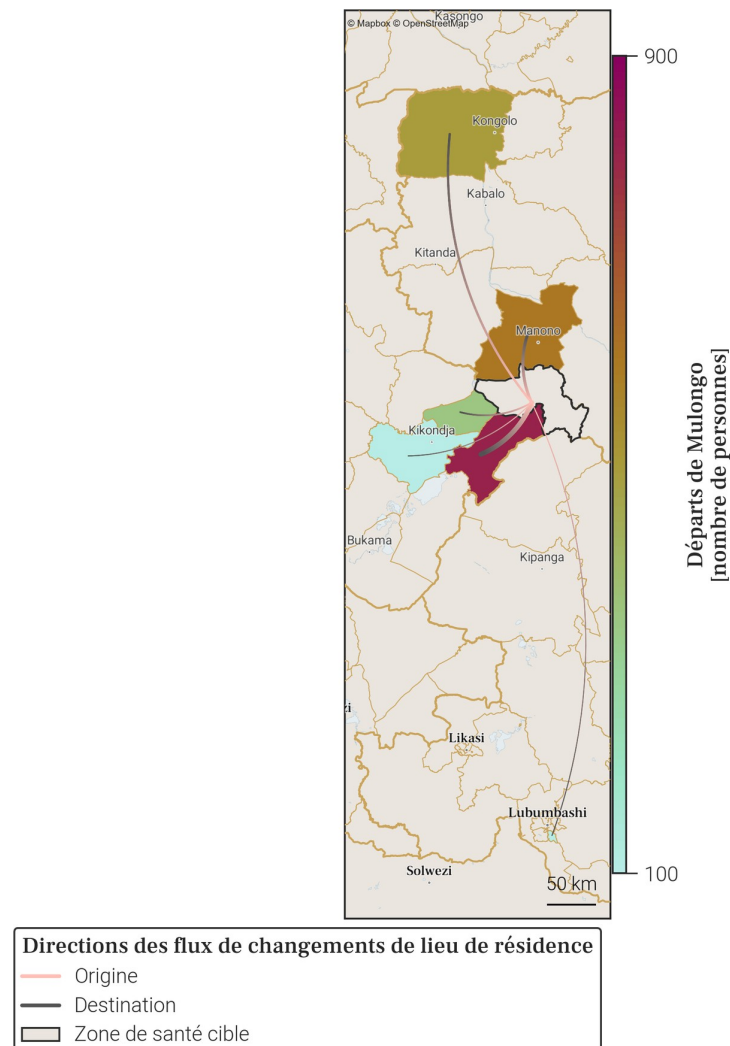 Kasongo
© Mapbox © OpenStreetMap
900
Kongolo
Kabalo
Kitanda
Manono
Kikondja
Départs de Mulongo
[nombre de personnes]
Bukama
Kipanga
zi
Likasi
Lubumbashi
Solwezi
50 km
100
Directions des flux de changements de lieu de résidence
Origine
Destination
Zone de santé cible